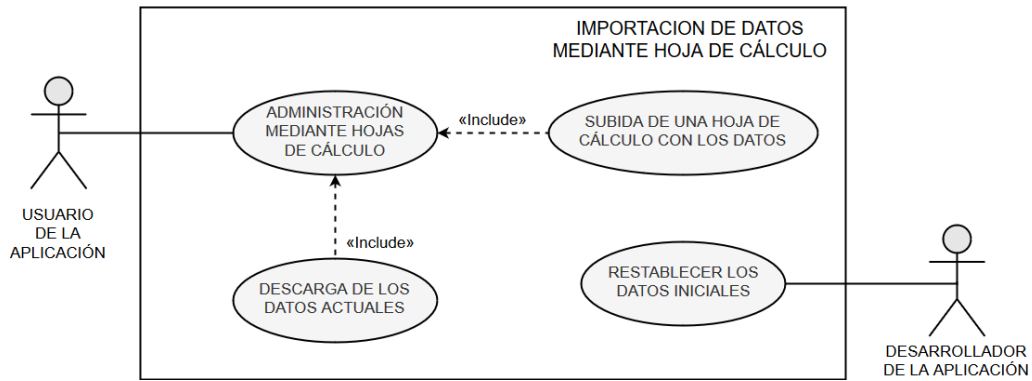 IMPORTACION DE DATOS
MEDIANTE HOJA DE CÁLCULO
ADMINISTRACIÓN
MEDIANTE HOJAS
DE CÁLCULO
«Include»
SUBIDA DE UNA HOJA DE
CÁLCULO CON LOS DATOS
USUARIO
DE LA
APLICACIÓN
«Include»
DESCARGA DE LOS
DATOS ACTUALES
RESTABLECER LOS
DATOS INICIALES
DESARROLLADOR
DE LA APLICACIÓN